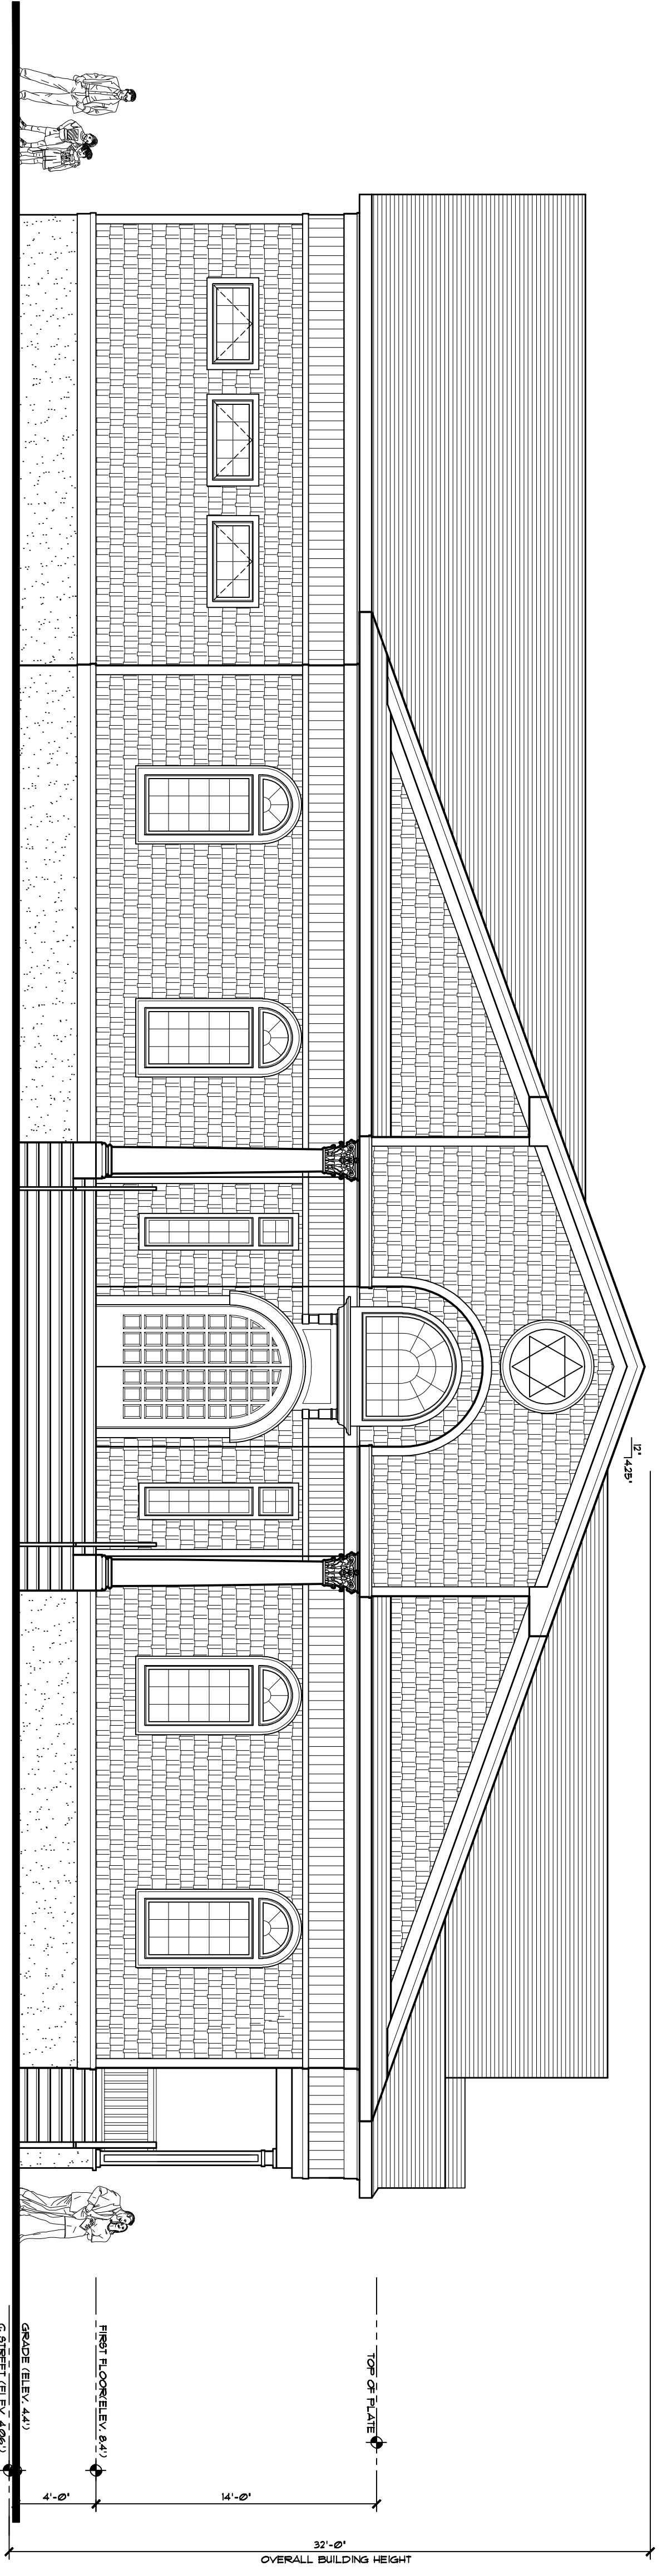 12"
4.25"
TOP OF PLATE
FIRST FLOOR(ELEV. 8.4')
GRADE (ELEV. 4.4')
STREET (ELEV. 4.06')
14'-0"
4'-0"
32'-0"
OVERALL BUILDING HEIGHT